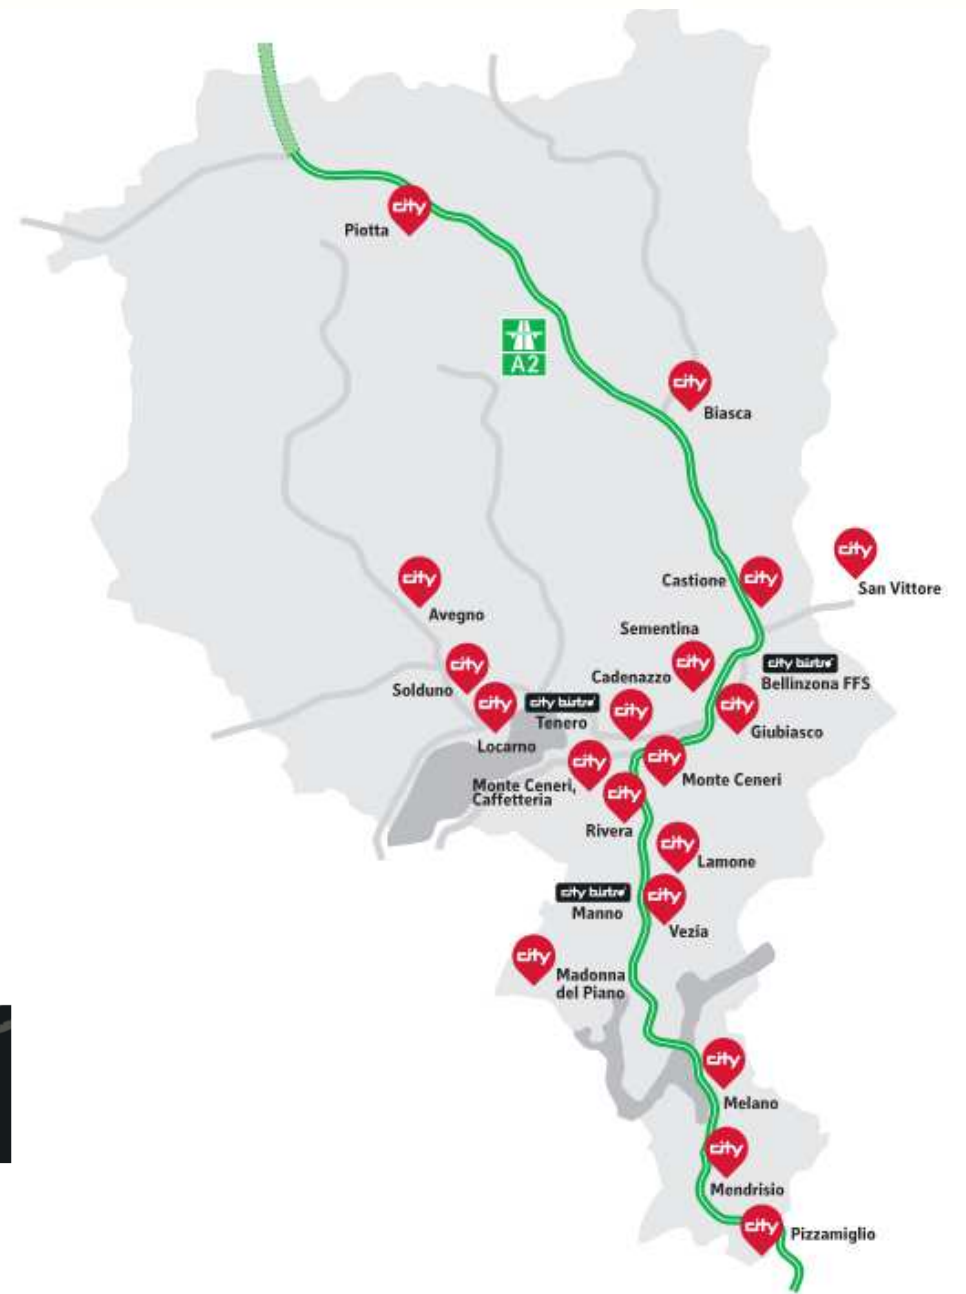 city
Piotta
A2
city
Biasca
city
San Vittore
city
Castione
city
Avegno
Sementina
city
city bistro'
Bellinzona FFS
city
Solduno
Cadenazzo
city
city
Locarno
city bistro'
Tenero
city
Giubiasco
city
Monte Ceneri
city
Monte Ceneri,
Caffetteria
city
Rivera
city
Lamone
city bistro'
Manno
city
Vezia
city
Madonna
del Piano
city
Melano
city
Mendrisio
city
Pizzamiglio